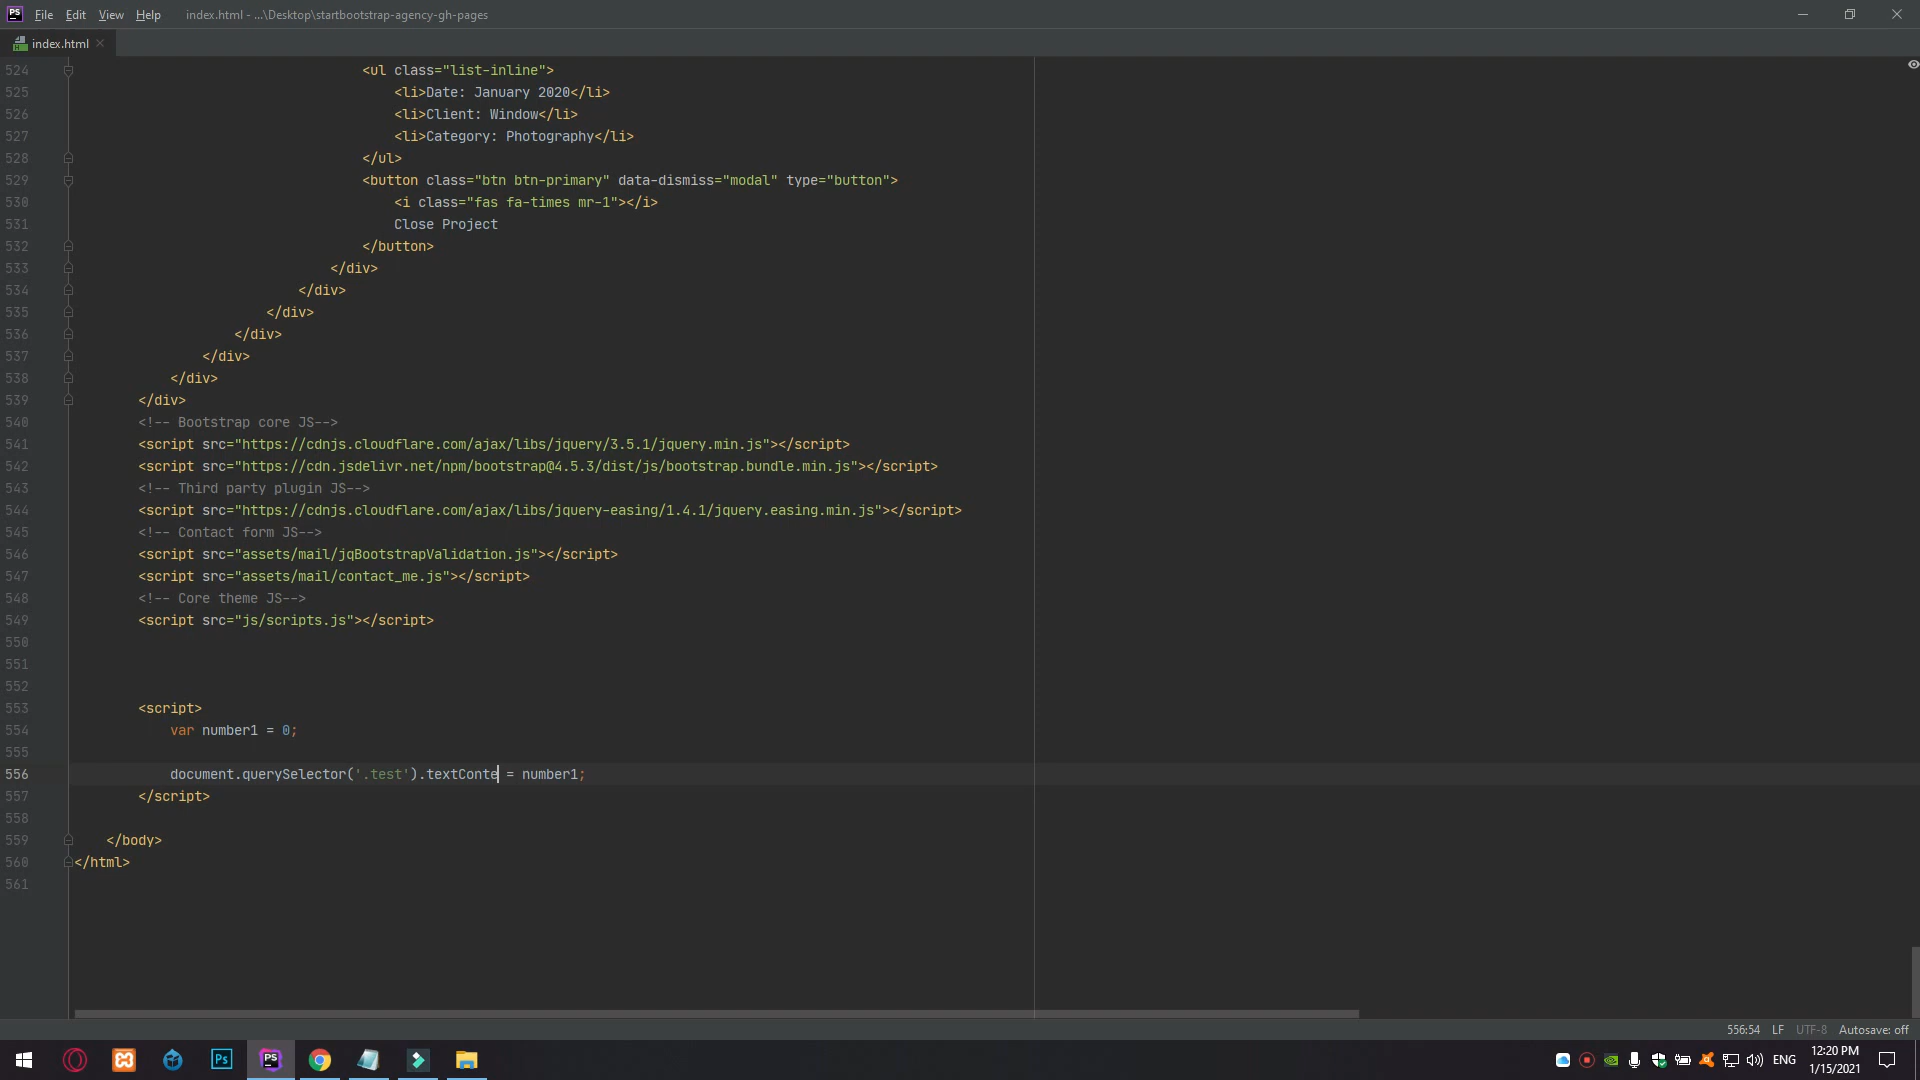 PS File Edit View Help index.html - ...\Desktop\startbootstrap-agency-gh-pages
index.html
524 <ul class="list-inline">
525 <li>Date: January 2020</li>
526 <li>Client: Window</li>
527 <li>Category: Photography</li>
528 </ul>
529 <button class="btn btn-primary" data-dismiss="modal" type="button">
530 <i class="fas fa-times mr-1"></i>
531 Close Project
532 </button>
533 </div>
534 </div>
535 </div>
536 </div>
537 </div>
538 </div>
539 </div>
540 <!-- Bootstrap core JS-->
541 <script src="https://cdnjs.cloudflare.com/ajax/libs/jquery/3.5.1/jquery.min.js"></script>
542 <script src="https://cdn.jsdelivr.net/npm/bootstrap@4.5.3/dist/js/bootstrap.bundle.min.js"></script>
543 <!-- Third party plugin JS-->
544 <script src="https://cdnjs.cloudflare.com/ajax/libs/jquery-easing/1.4.1/jquery.easing.min.js"></script>
545 <!-- Contact form JS-->
546 <script src="assets/mail/jqBootstrapValidation.js"></script>
547 <script src="assets/mail/contact_me.js"></script>
548 <!-- Core theme JS-->
549 <script src="js/scripts.js"></script>
550
551
552
553 <script>
554 var number1 = 0;
555
556 document.querySelector('.test').textConte = number1;
557 </script>
558
559 </body>
560 </html>
561
556:54 LF UTF-8 Autosave: off
Ps PS ENG 12:20 PM
1/15/2021